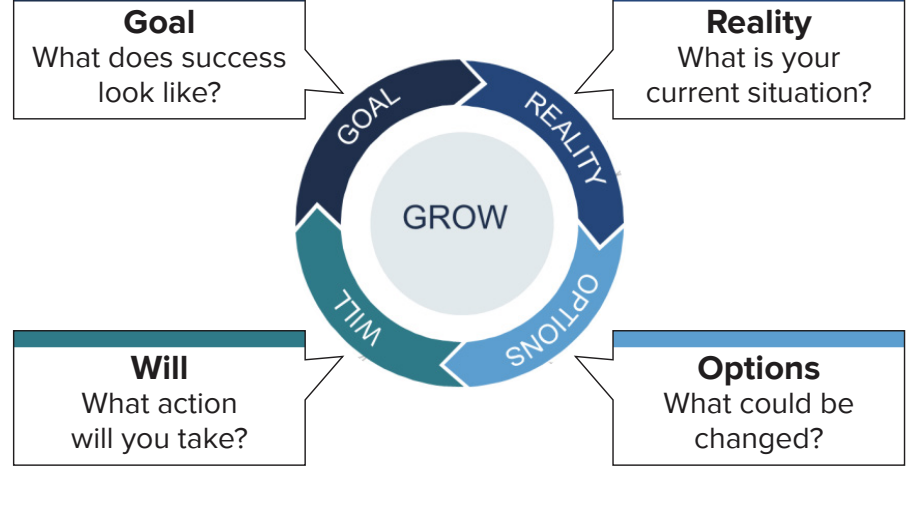 Goal
What does success
look like?
Reality
What is your
current situation?
GOAL
REALITY
GROW
WILL
OPTIONS
Will
What action
will you take?
Options
What could be
changed?